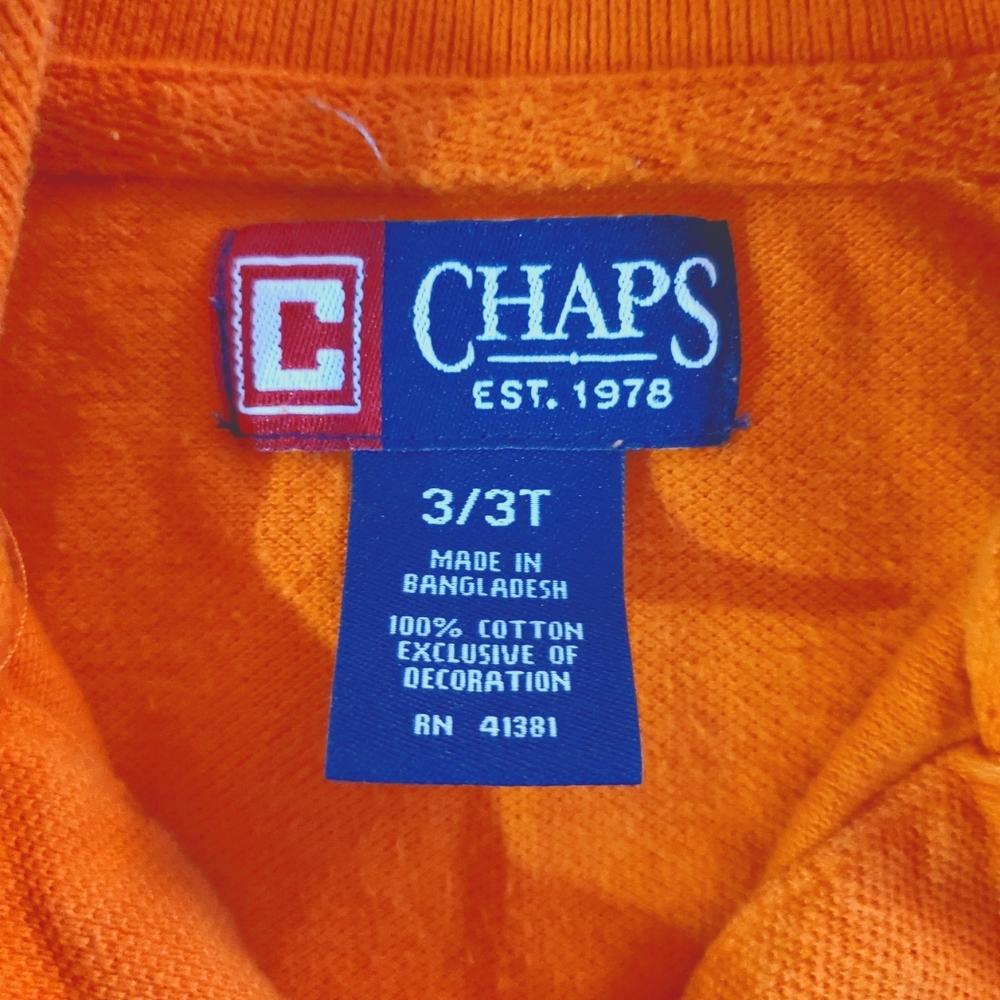 C
CHAPS
EST. 1978
3/3T
MADE IN
BANGLADESH
100% COTTON
EXCLUSIVE OF
DECORATION
RN 41381